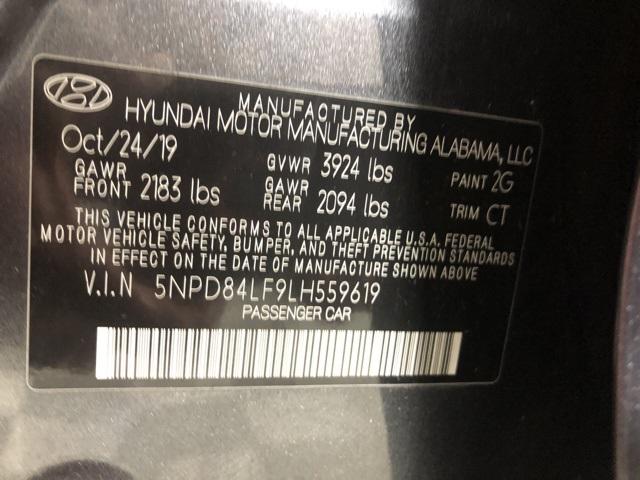 MANUFACTURED BY
HYUNDAI MOTOR MANUFACTURING ALABAMA, LLC
Oct/24/19 GVWR 3924 lbs PAINT 2G
GAWR FRONT 2183 lbs GAWR REAR 2094 lbs TRIM CT
THIS VEHICLE CONFORMS TO ALL APPLICABLE U.S.A. FEDERAL
MOTOR VEHICLE SAFETY, BUMPER, AND THEFT PREVENTION STANDARDS
IN EFFECT ON THE DATE OF MANUFACTURE SHOWN ABOVE
V.I.N 5NPD84LF9LH559619
PASSENGER CAR